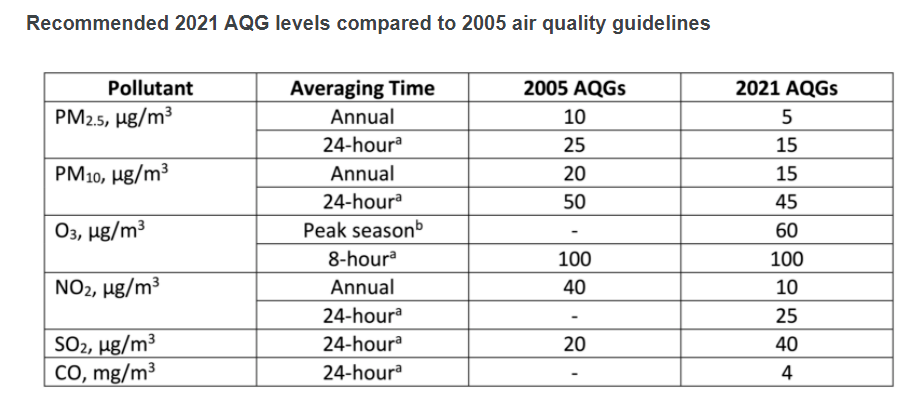 Recommended 2021 AQG levels compared to 2005 air quality guidelines
Pollutant Averaging Time 2005 AQGs 2021 AQGs
PM2.5, µg/m³ Annual 10 5
24-hourᵃ 25 15
PM10, µg/m³ Annual 20 15
24-hourᵃ 50 45
O3, µg/m³ Peak seasonᵇ - 60
8-hourᵃ 100 100
NO2, µg/m³ Annual 40 10
24-hourᵃ - 25
SO2, µg/m³ 24-hourᵃ 20 40
CO, mg/m³ 24-hourᵃ - 4